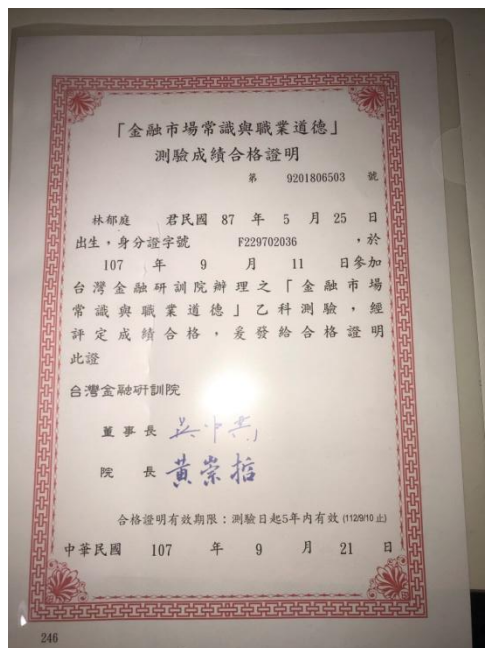 「金融市場常識與職業道德」
測驗成績合格證明
第 9201806503 號
林郁庭 君民國 87 年 5 月 25 日
出生，身分證字號 F229702036 ，於
107 年 9 月 11 日參加
台灣金融研訓院辦理之「金融市場
常識與職業道德」乙科測驗，經
評定成績合格，爰發給合格證明
此證
台灣金融研訓院
董事長 吳中書
院 長 黃崇哲
合格證明有效期限：測驗日起5年內有效 (112/9/10 止)
中華民國 107 年 9 月 21 日
246